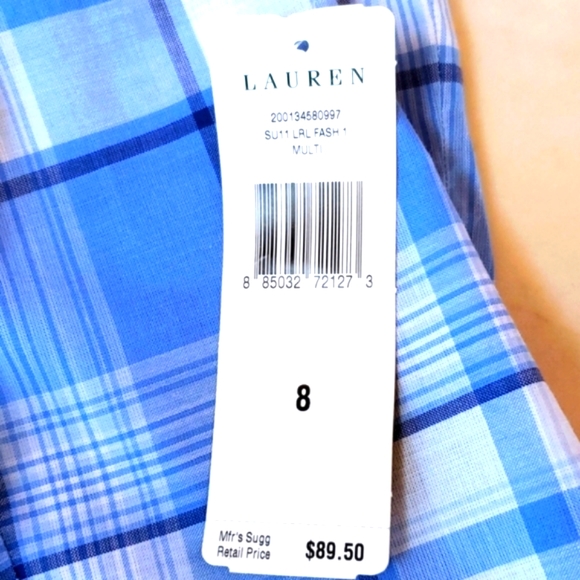 LAUREN
200134580997
SU11 LRL FASH 1
MULTI
8 85032 72127 3
8
Mfr's Sugg
Retail Price $89.50